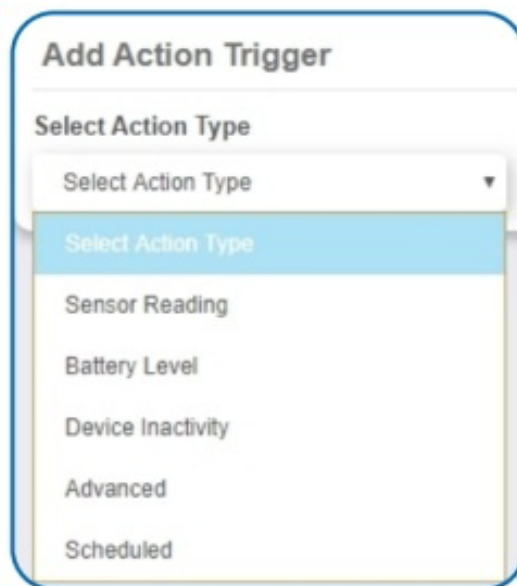 Add Action Trigger
Select Action Type
Select Action Type
Select Action Type
Sensor Reading
Battery Level
Device Inactivity
Advanced
Scheduled